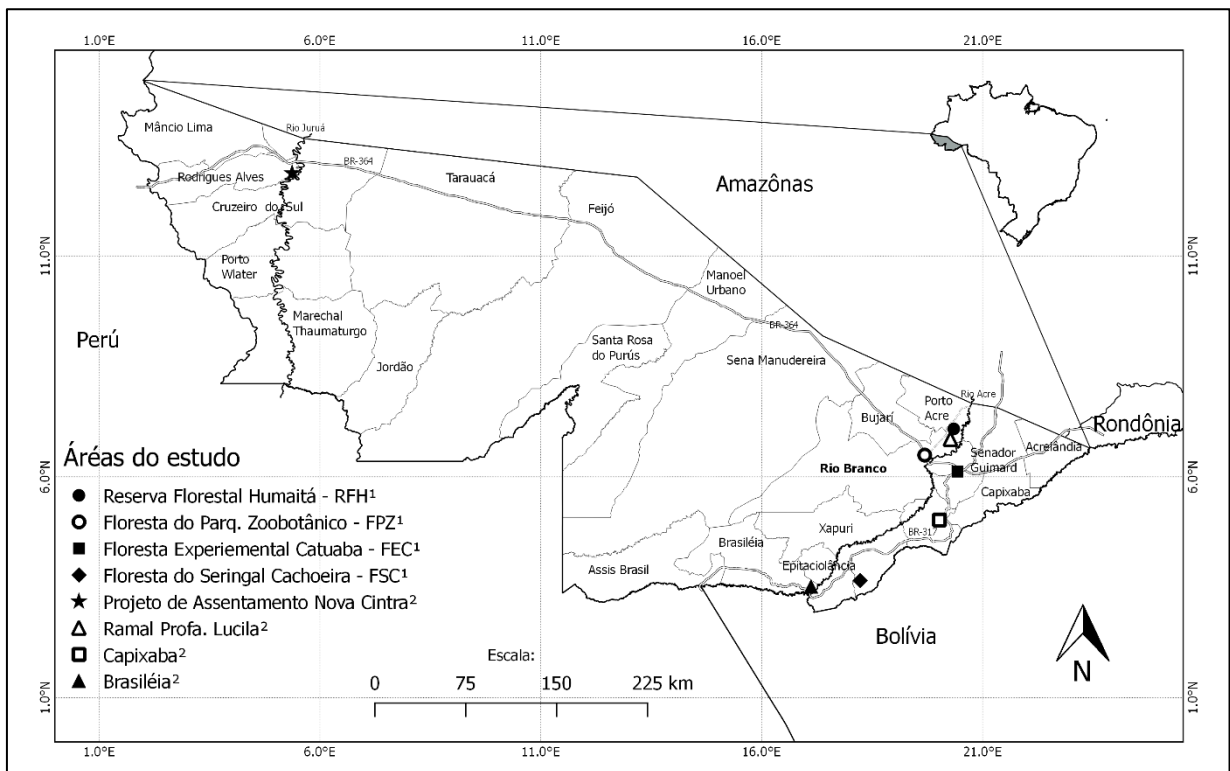 1.0°E 6.0°E 11.0°E 16.0°E 21.0°E
Mâncio Lima
Rio Juruá
BR-364
Rodrigues Alves
Tarauacá
Amazônas
Cruzeiro do Sul
Feijó
11.0°N 11.0°N
Porto
Wlater
Manoel
Urbano
Marechal
Thaumaturgo
BR-364
Perú
Santa Rosa
do Purús
Sena Manudereira
Jordão
Porto
Acre
Rio Acre
Bujarí
Rondônia
Acrelândia
Senador
Guimard
Rio Branco
6.0°N 6.0°N
Capixaba
Xapuri
BR-317
Brasiléia
Epitaciolância
Assis Brasil
Bolívia
Áreas do estudo
Reserva Florestal Humaitá - RFH¹
Floresta do Parq. Zoobotânico - FPZ¹
Floresta Experiemental Catuaba - FEC¹
Floresta do Seringal Cachoeira - FSC¹
Projeto de Assentamento Nova Cintra²
Ramal Profa. Lucila²
Capixaba²
Brasiléia²
Escala:
0 75 150 225 km
N
1.0°N 1.0°N
1.0°E 6.0°E 11.0°E 16.0°E 21.0°E